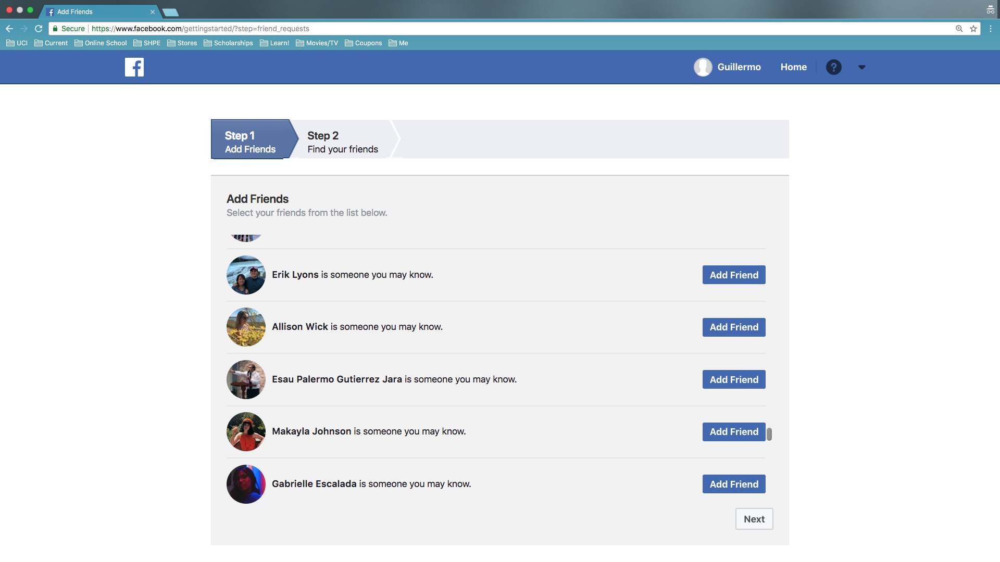 Add Friends
Secure https://www.facebook.com/gettingstarted/?step=friend_requests
UCI Current Online School SHPE Stores Scholarships Learn! Movies/TV Coupons Me
f Guillermo Home ?
Step 1 Step 2
Add Friends Find your friends
Add Friends
Select your friends from the list below.
Erik Lyons is someone you may know. Add Friend
Allison Wick is someone you may know. Add Friend
Esau Palermo Gutierrez Jara is someone you may know. Add Friend
Makayla Johnson is someone you may know. Add Friend
Gabrielle Escalada is someone you may know. Add Friend
Next